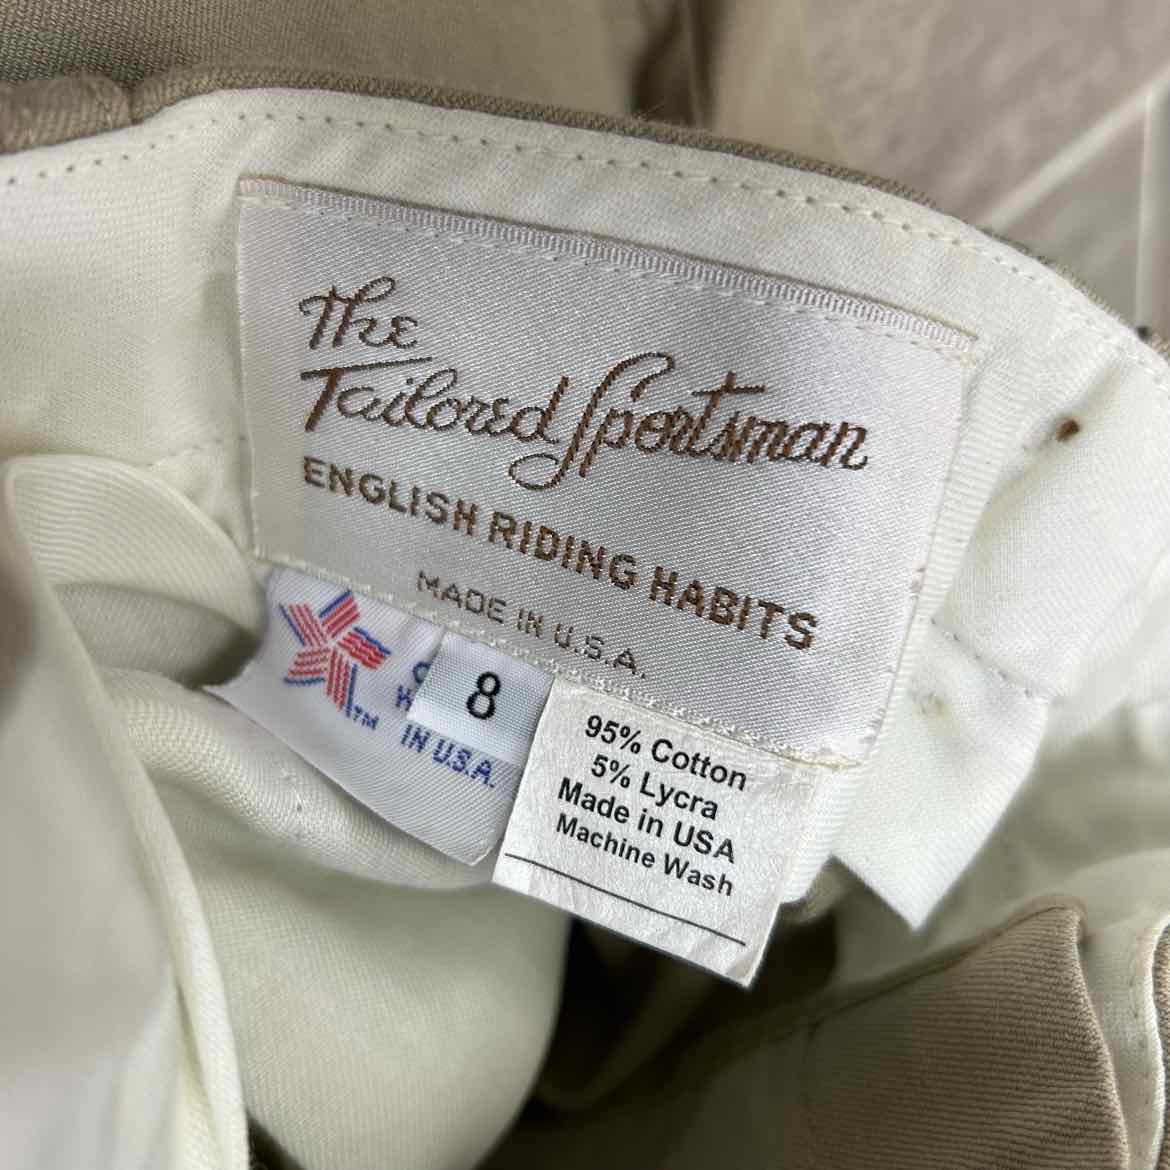 The
Tailored Sportsman
ENGLISH RIDING HABITS
MADE IN U.S.A.
TM
IN U.S.A.
8
95% Cotton
5% Lycra
Made in USA
Machine Wash